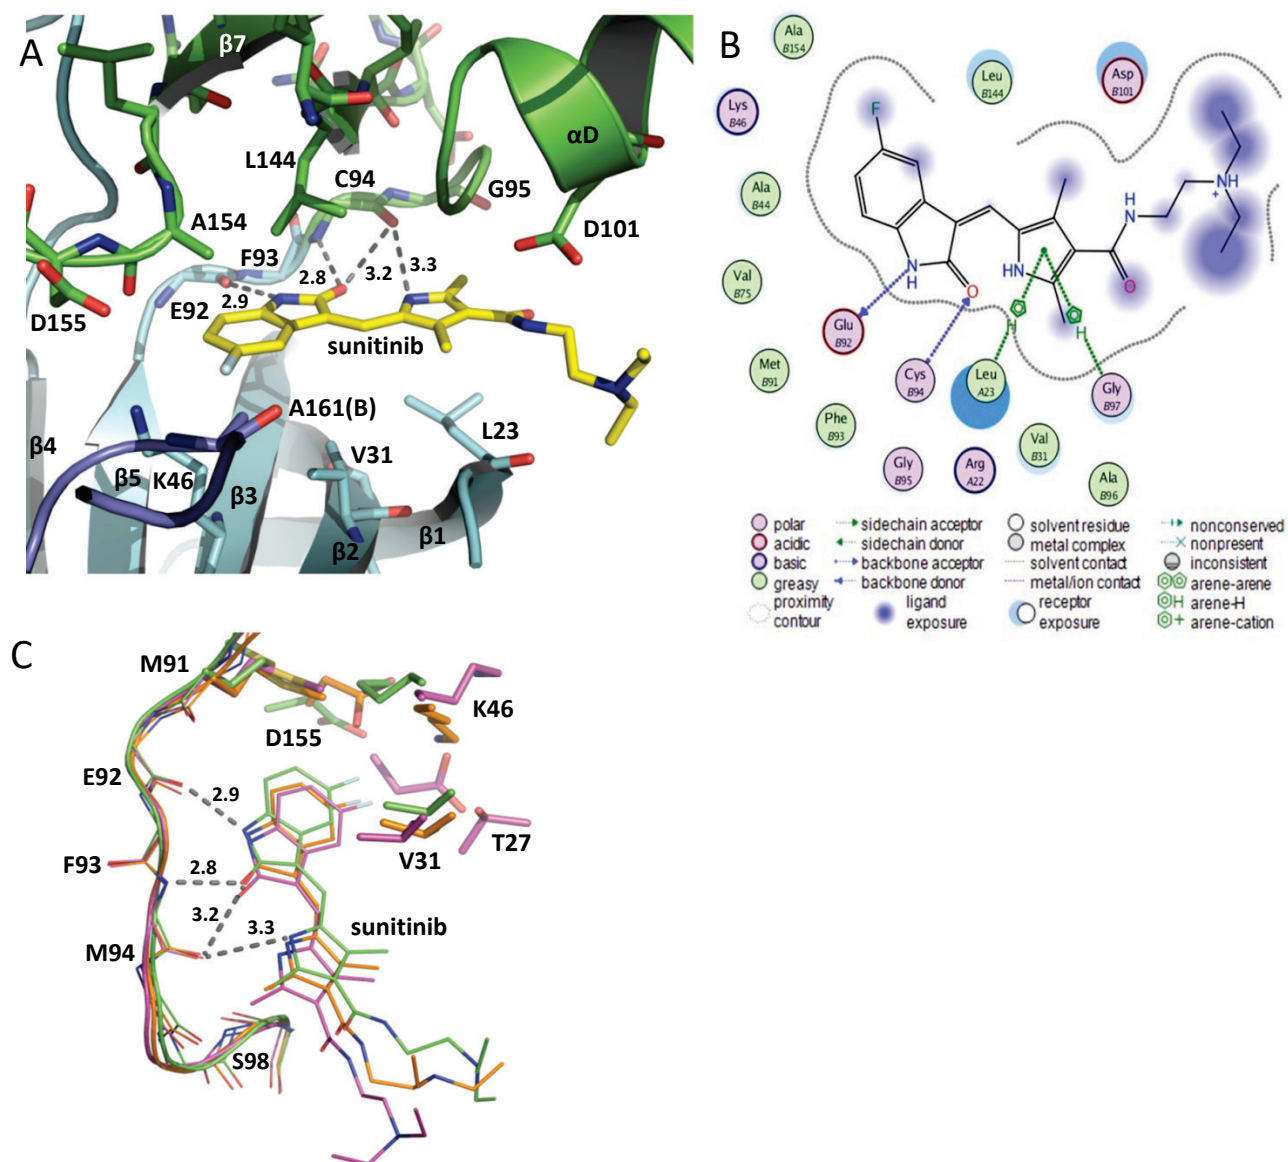 A
β7
αD
L144
C94
G95
A154
D101
F93
2.8
3.2
3.3
E92
2.9
D155
sunitinib
A161(B)
L23
β4
V31
β5
K46
β3
β2
β1
B
Ala
B154
Leu
B144
Asp
B101
Lys
B46
F
Ala
B44
NH
+
HN
NH
O
HN
O
Val
B75
H
H
Glu
B92
Met
B91
Cys
B94
Leu
A23
Gly
B97
Phe
B93
Val
B31
Gly
B95
Arg
A22
Ala
B96
polar
acidic
basic
greasy
proximity
contour
sidechain acceptor
sidechain donor
backbone acceptor
backbone donor
ligand
exposure
solvent residue
metal complex
solvent contact
metal/ion contact
receptor
exposure
nonconserved
nonpresent
inconsistent
arene-arene
H arene-H
+ arene-cation
C
M91
K46
D155
E92
2.9
T27
V31
F93
2.8
3.2
sunitinib
3.3
M94
S98